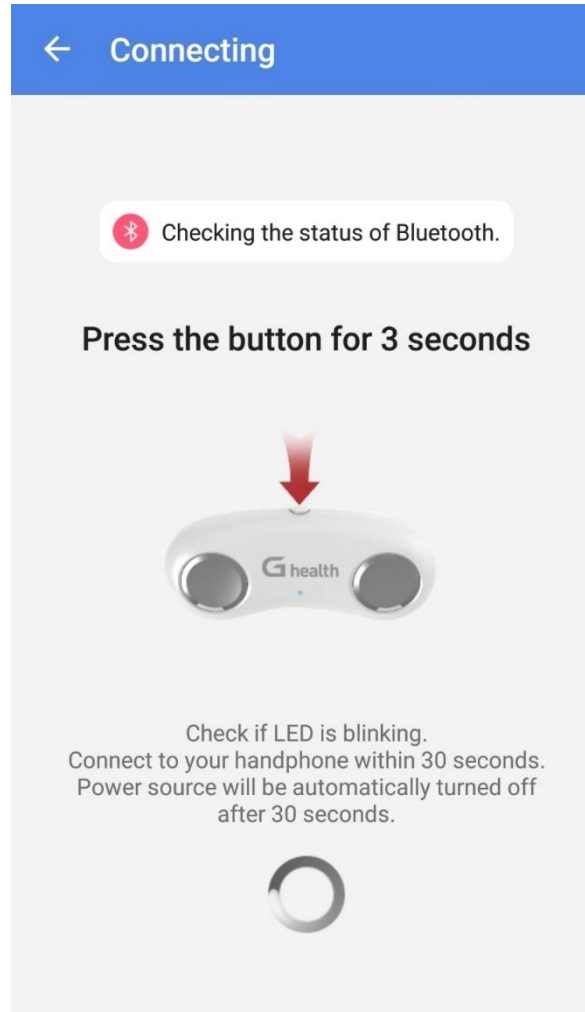 Connecting
Checking the status of Bluetooth.
Press the button for 3 seconds
G health
Check if LED is blinking.
Connect to your handphone within 30 seconds.
Power source will be automatically turned off
after 30 seconds.